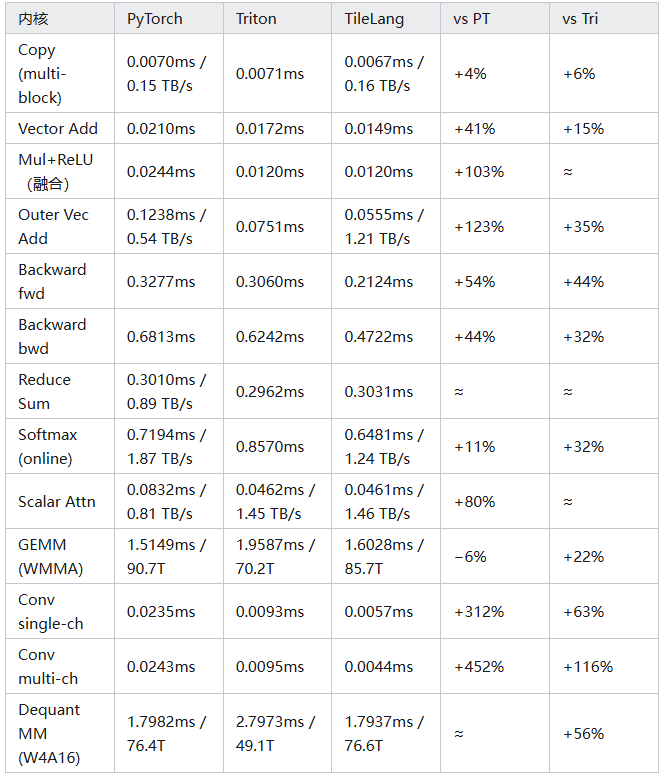 内核 PyTorch Triton TileLang vs PT vs Tri
Copy (multi-block) 0.0070ms / 0.15 TB/s 0.0071ms 0.0067ms / 0.16 TB/s +4% +6%
Vector Add 0.0210ms 0.0172ms 0.0149ms +41% +15%
Mul+ReLU（融合） 0.0244ms 0.0120ms 0.0120ms +103% ≈
Outer Vec Add 0.1238ms / 0.54 TB/s 0.0751ms 0.0555ms / 1.21 TB/s +123% +35%
Backward fwd 0.3277ms 0.3060ms 0.2124ms +54% +44%
Backward bwd 0.6813ms 0.6242ms 0.4722ms +44% +32%
Reduce Sum 0.3010ms / 0.89 TB/s 0.2962ms 0.3031ms ≈ ≈
Softmax (online) 0.7194ms / 1.87 TB/s 0.8570ms 0.6481ms / 1.24 TB/s +11% +32%
Scalar Attn 0.0832ms / 0.81 TB/s 0.0462ms / 1.45 TB/s 0.0461ms / 1.46 TB/s +80% ≈
GEMM (WMMA) 1.5149ms / 90.7T 1.9587ms / 70.2T 1.6028ms / 85.7T −6% +22%
Conv single-ch 0.0235ms 0.0093ms 0.0057ms +312% +63%
Conv multi-ch 0.0243ms 0.0095ms 0.0044ms +452% +116%
Dequant MM (W4A16) 1.7982ms / 76.4T 2.7973ms / 49.1T 1.7937ms / 76.6T ≈ +56%